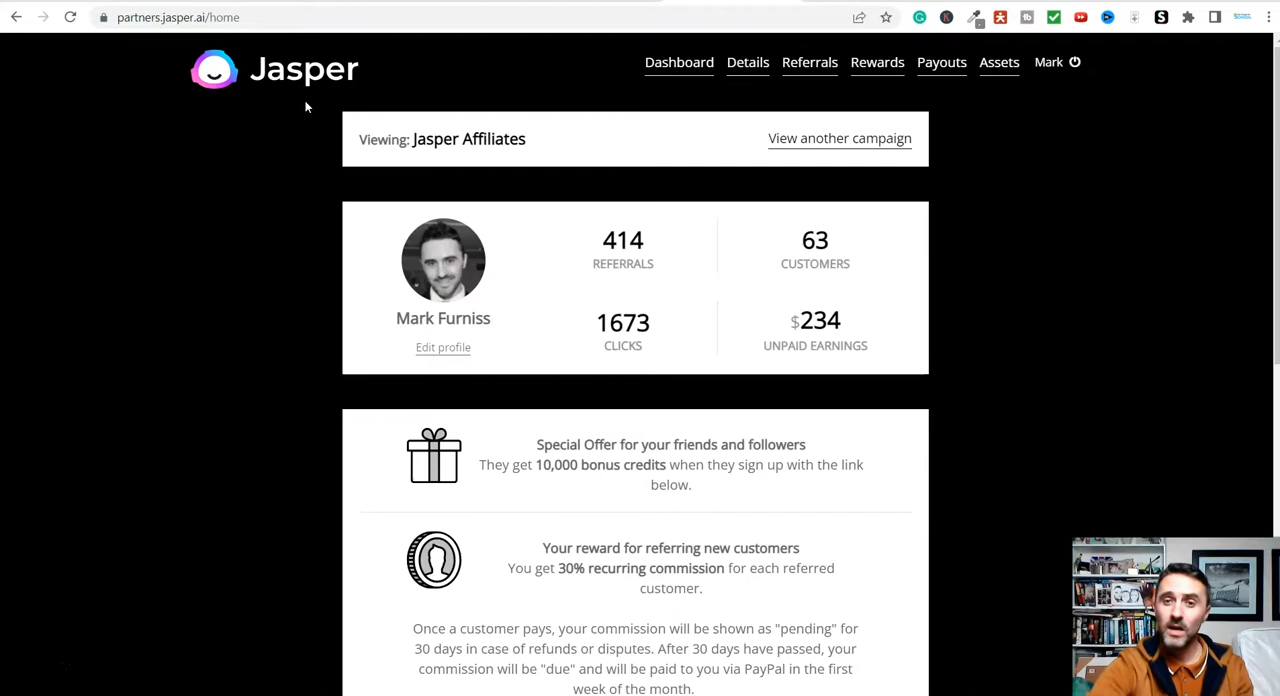 partners.jasper.ai/home
Jasper
Dashboard Details Referrals Rewards Payouts Assets Mark
Viewing: Jasper Affiliates
View another campaign
414
REFERRALS
63
CUSTOMERS
Mark Furniss
Edit profile
1673
CLICKS
$234
UNPAID EARNINGS
Special Offer for your friends and followers
They get 10,000 bonus credits when they sign up with the link
below.
Your reward for referring new customers
You get 30% recurring commission for each referred
customer.
Once a customer pays, your commission will be shown as "pending" for
30 days in case of refunds or disputes. After 30 days have passed, your
commission will be "due" and will be paid to you via PayPal in the first
week of the month.